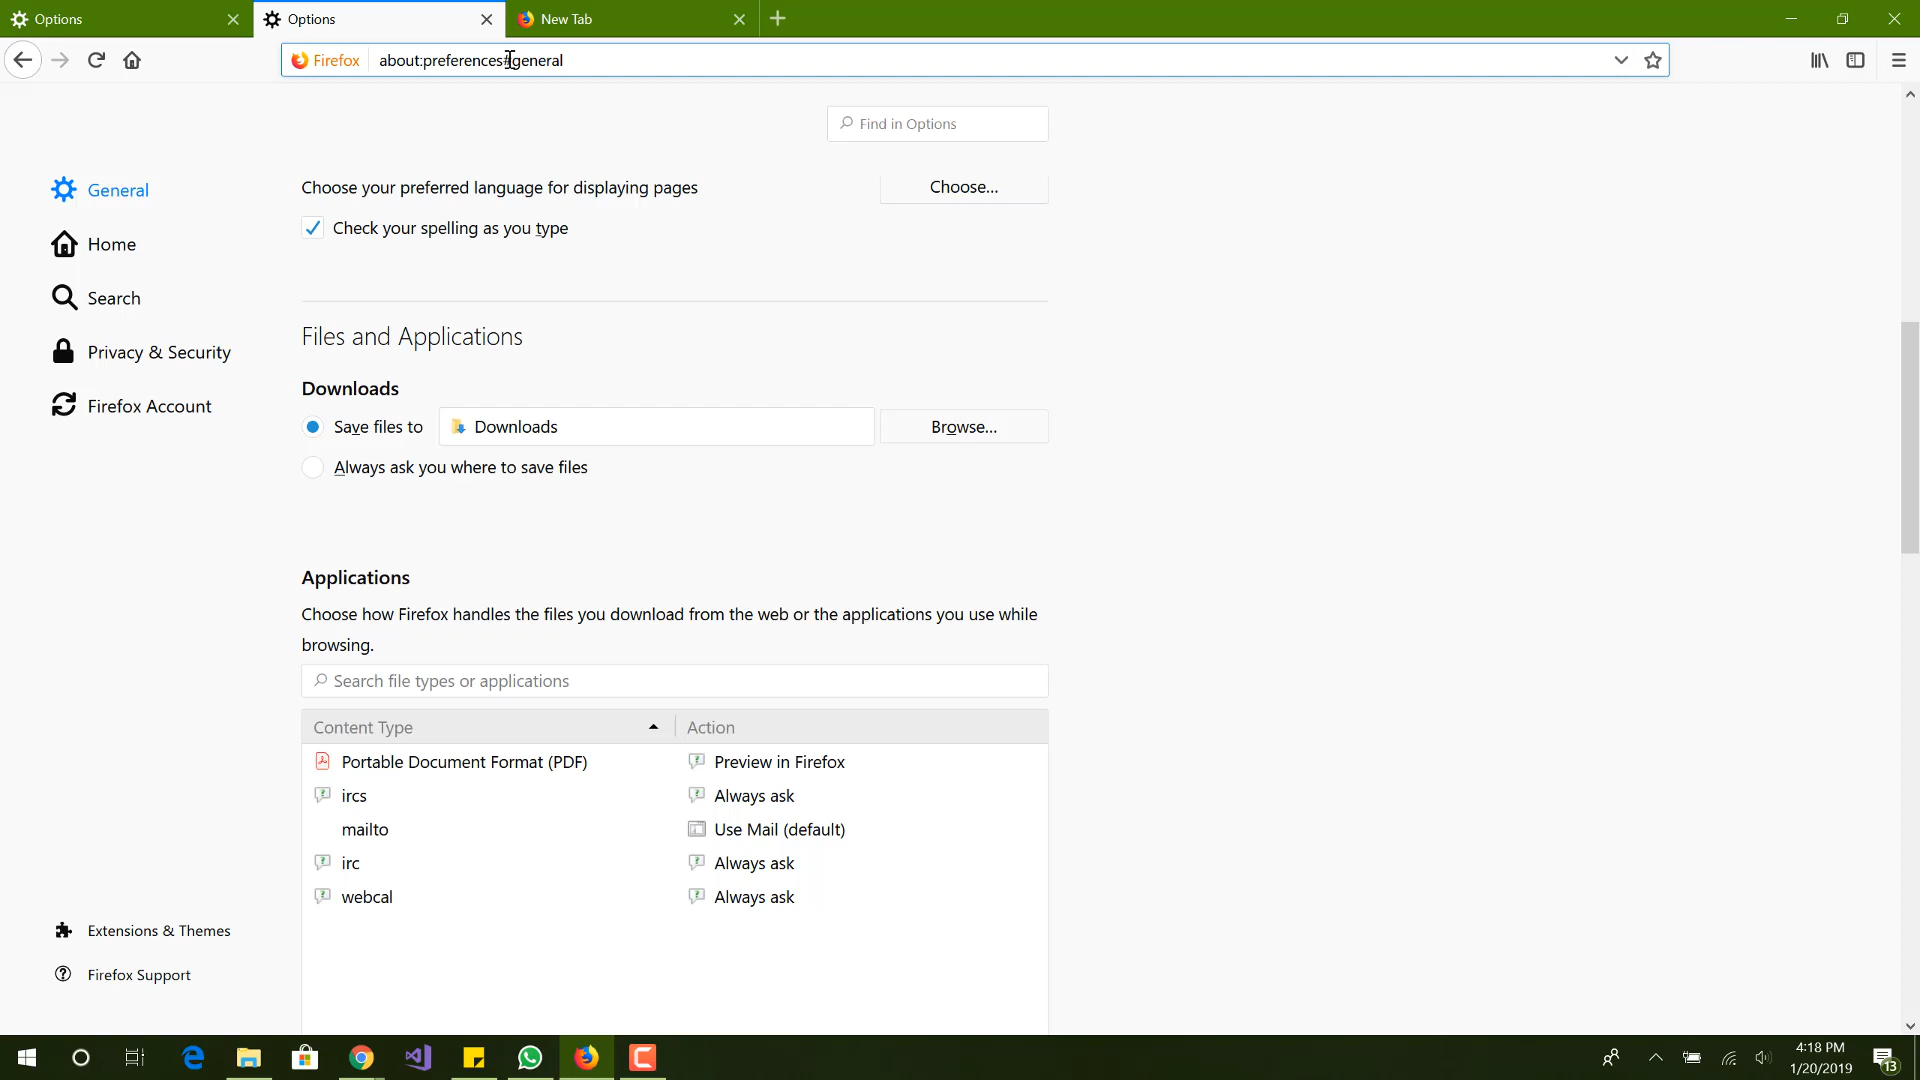 Options
Options
New Tab
Firefox
about:preferences#general
Find in Options
General
Home
Search
Privacy & Security
Firefox Account
Extensions & Themes
Firefox Support
Choose your preferred language for displaying pages
Choose...
Check your spelling as you type
Files and Applications
Downloads
Save files to
Downloads
Browse...
Always ask you where to save files
Applications
Choose how Firefox handles the files you download from the web or the applications you use while
browsing.
Search file types or applications
Content Type
Action
Portable Document Format (PDF)
Preview in Firefox
ircs
Always ask
mailto
Use Mail (default)
irc
Always ask
webcal
Always ask
4:18 PM
1/20/2019
13